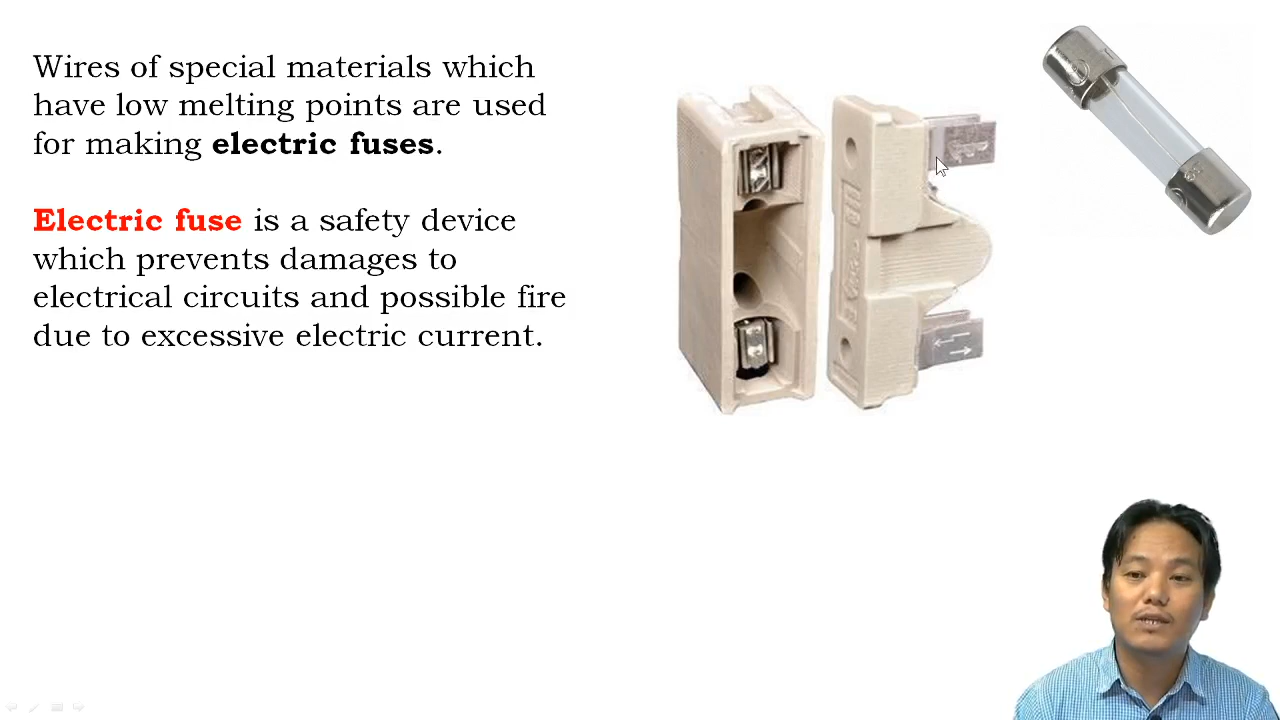 Wires of special materials which
have low melting points are used
for making electric fuses.
Electric fuse is a safety device
which prevents damages to
electrical circuits and possible fire
due to excessive electric current.